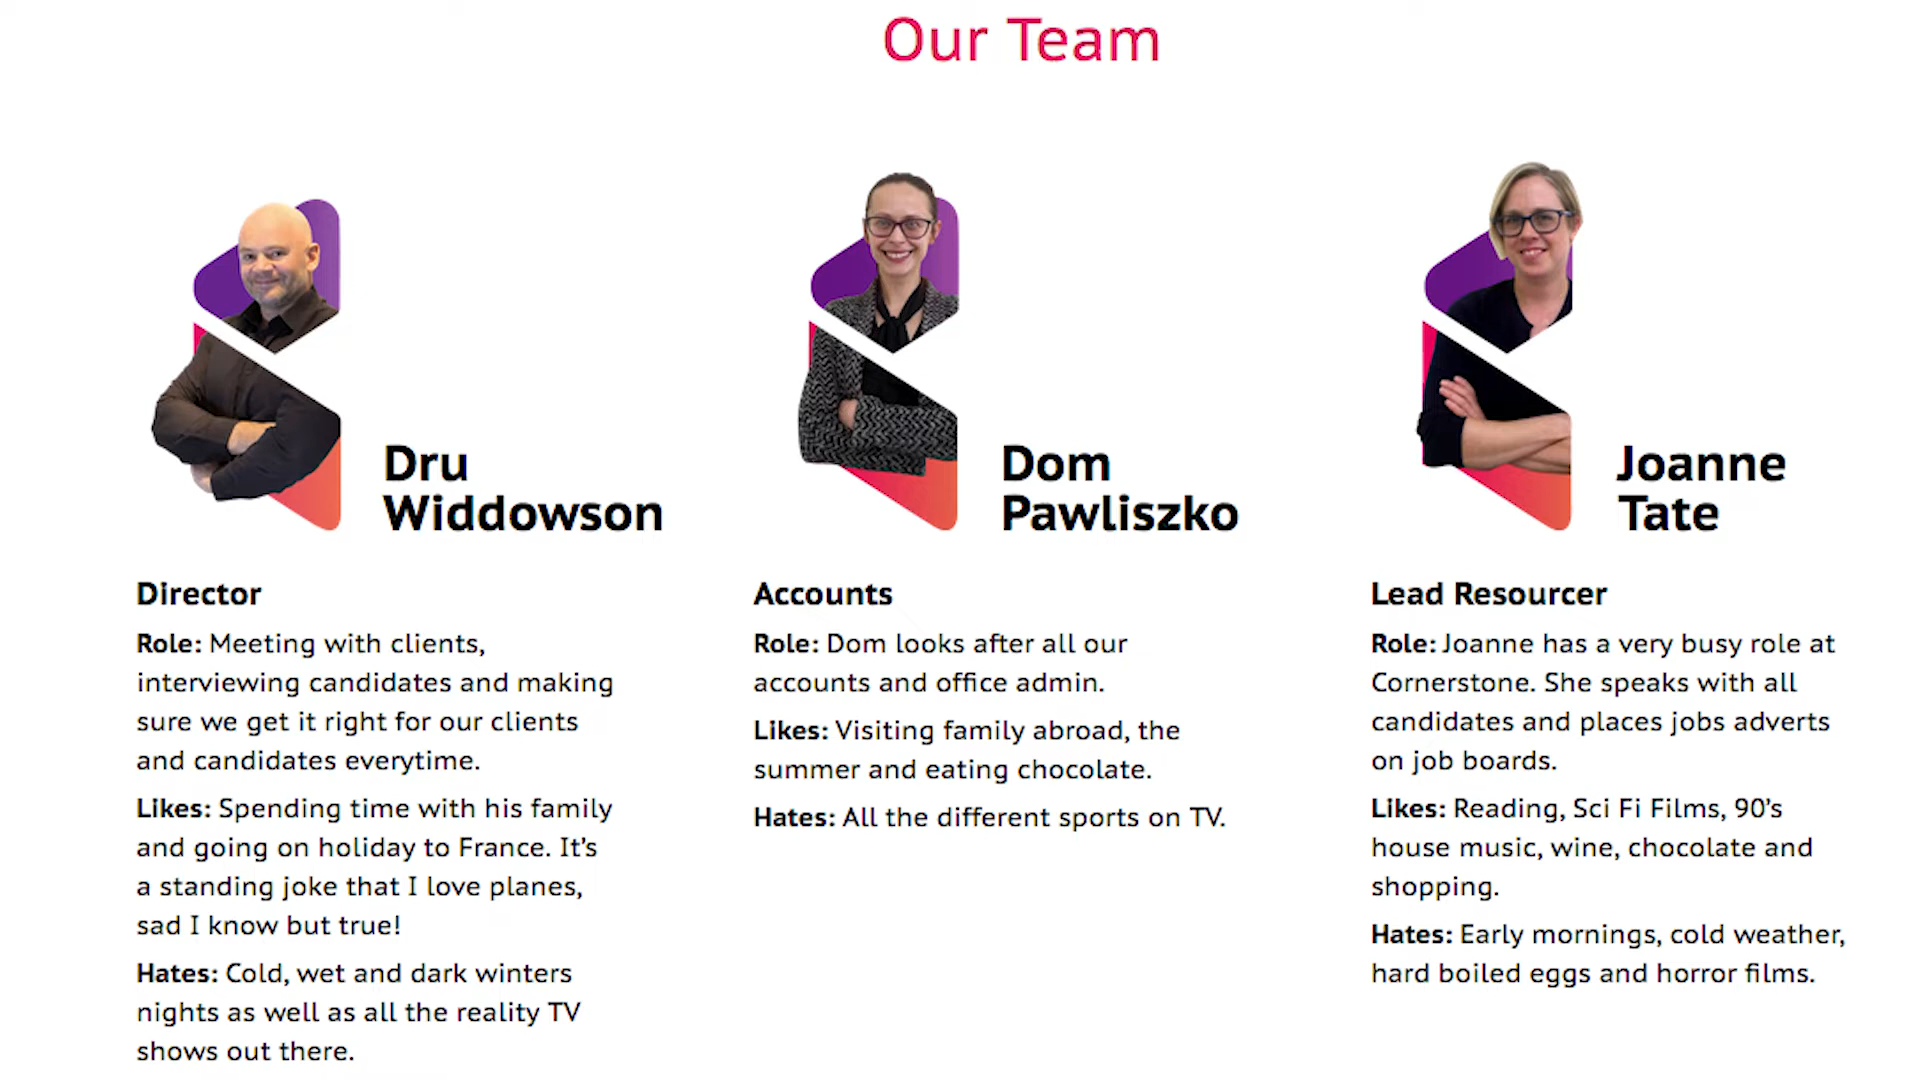 Our Team
Dru
Widdowson
Director
Role: Meeting with clients,
interviewing candidates and making
sure we get it right for our clients
and candidates everytime.
Likes: Spending time with his family
and going on holiday to France. It's
a standing joke that I love planes,
sad I know but true!
Hates: Cold, wet and dark winters
nights as well as all the reality TV
shows out there.
Dom
Pawliszko
Accounts
Role: Dom looks after all our
accounts and office admin.
Likes: Visiting family abroad, the
summer and eating chocolate.
Hates: All the different sports on TV.
Joanne
Tate
Lead Resourcer
Role: Joanne has a very busy role at
Cornerstone. She speaks with all
candidates and places jobs adverts
on job boards.
Likes: Reading, Sci Fi Films, 90's
house music, wine, chocolate and
shopping.
Hates: Early mornings, cold weather,
hard boiled eggs and horror films.